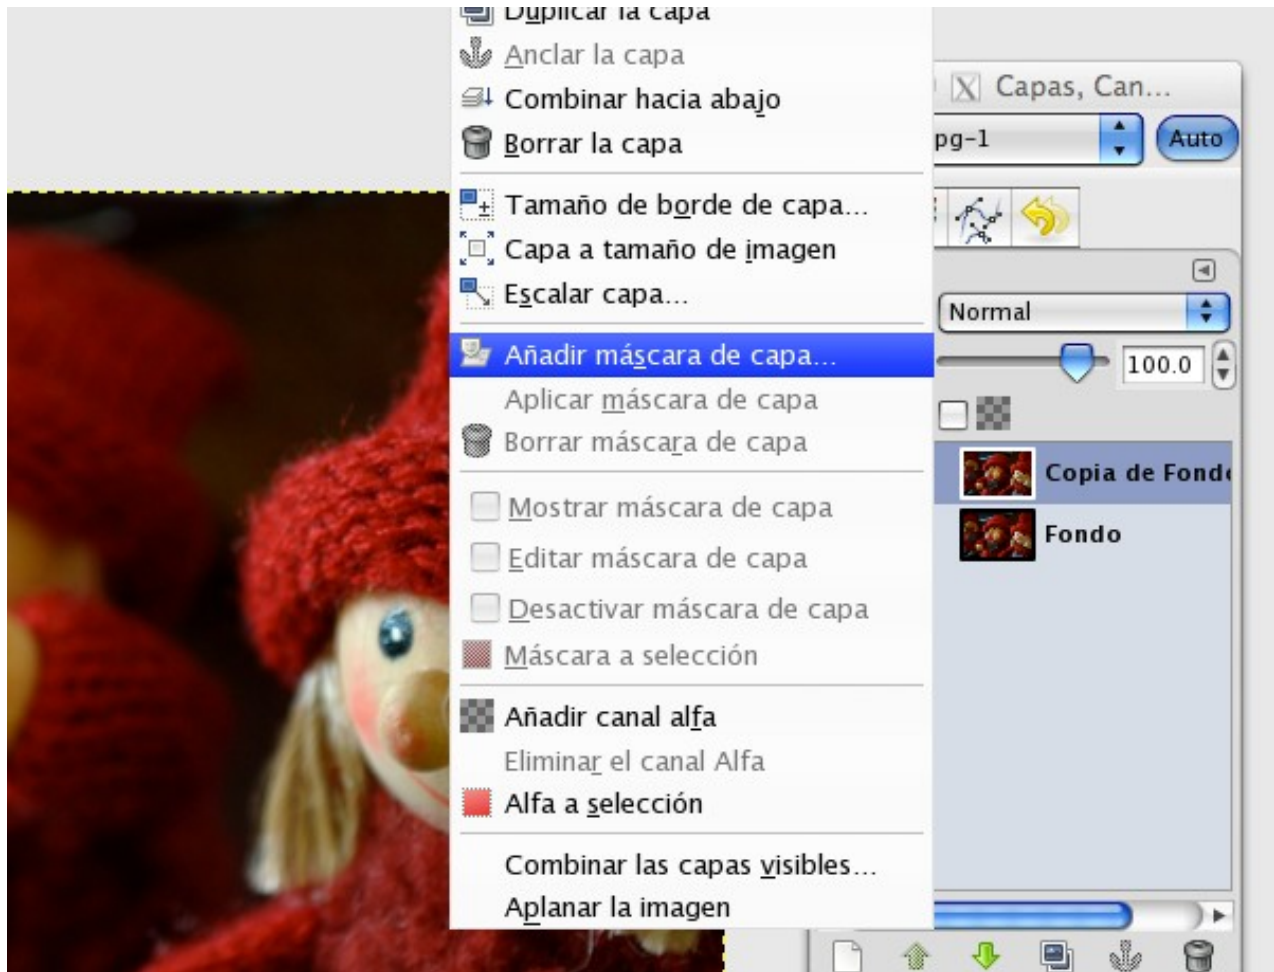 Duplicar la capa
Anclar la capa
Combinar hacia abajo
Borrar la capa
Tamaño de borde de capa...
Capa a tamaño de imagen
Escalar capa...
Añadir máscara de capa...
Aplicar máscara de capa
Borrar máscara de capa
Mostrar máscara de capa
Editar máscara de capa
Desactivar máscara de capa
Máscara a selección
Añadir canal alfa
Eliminar el canal Alfa
Alfa a selección
Combinar las capas visibles...
Aplanar la imagen
Capas, Can...
pg-1
Auto
Normal
100.0
Copia de Fondo
Fondo